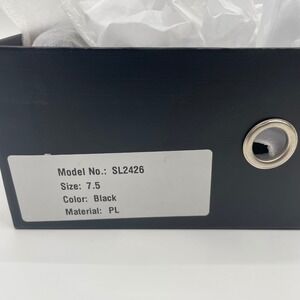 Model No.: SL2426
Size: 7.5
Color: Black
Material: PL